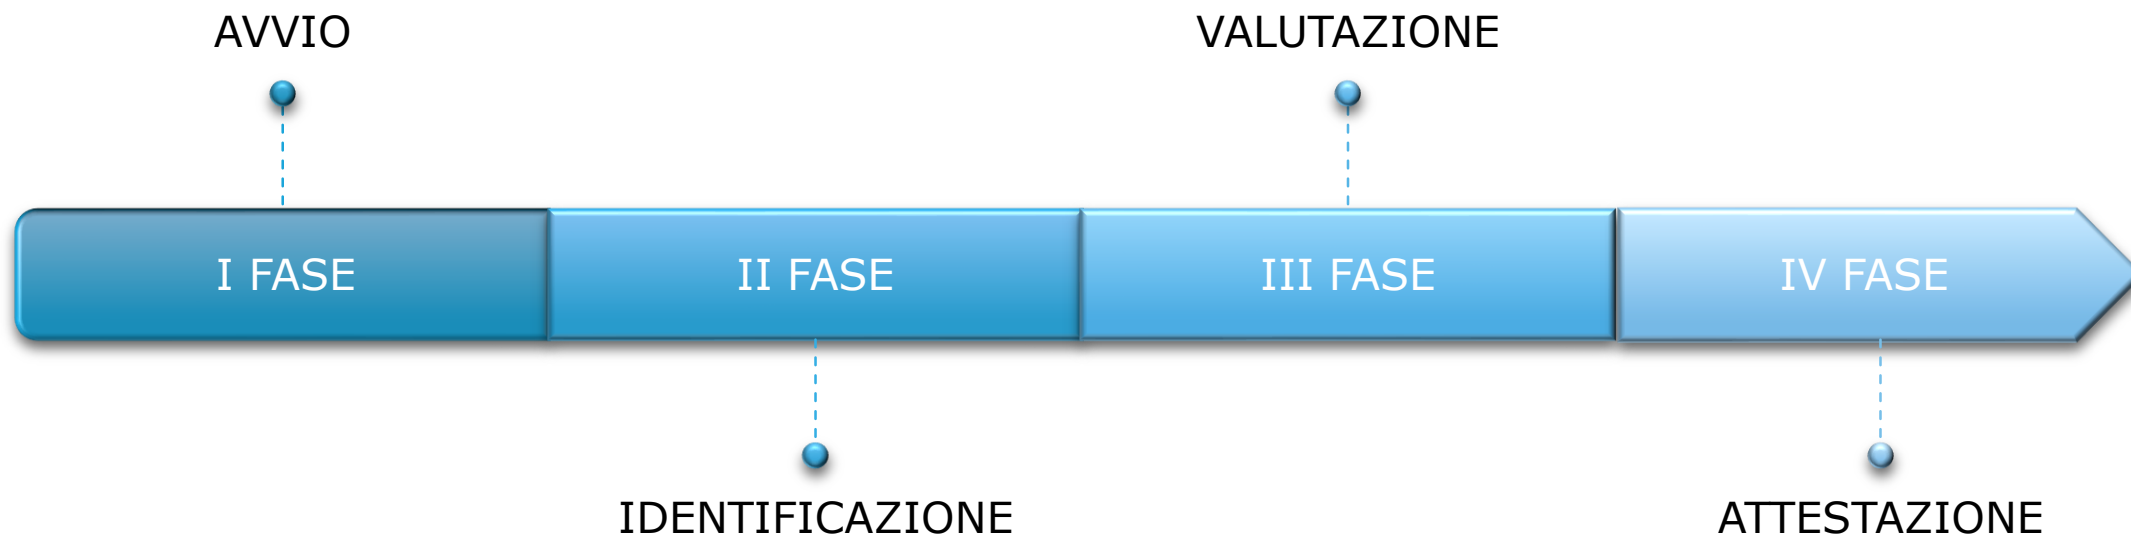 AVVIO
VALUTAZIONE
I FASE
II FASE
III FASE
IV FASE
IDENTIFICAZIONE
ATTESTAZIONE